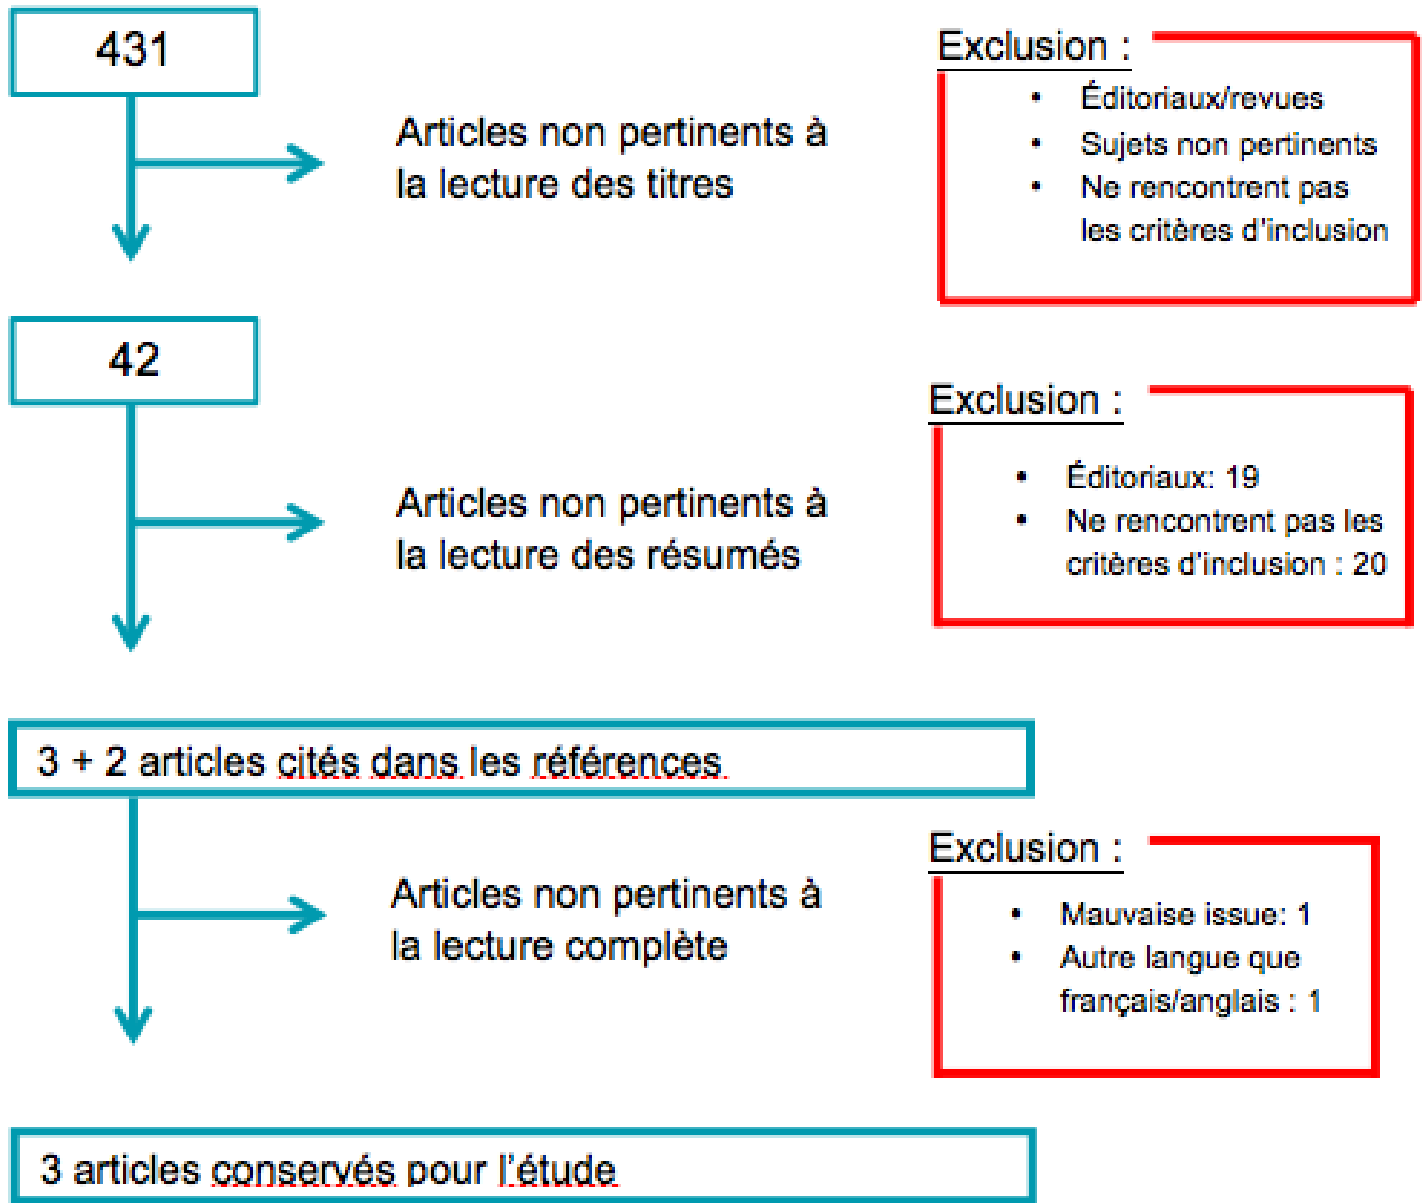 431
Articles non pertinents à
la lecture des titres
Exclusion :
• Éditoriaux/revues
• Sujets non pertinents
• Ne rencontrent pas
les critères d'inclusion
42
Articles non pertinents à
la lecture des résumés
Exclusion :
• Éditoriaux: 19
• Ne rencontrent pas les
critères d'inclusion : 20
3 + 2 articles cités dans les références
Articles non pertinents à
la lecture complète
Exclusion :
• Mauvaise issue: 1
• Autre langue que
français/anglais : 1
3 articles conservés pour l'étude